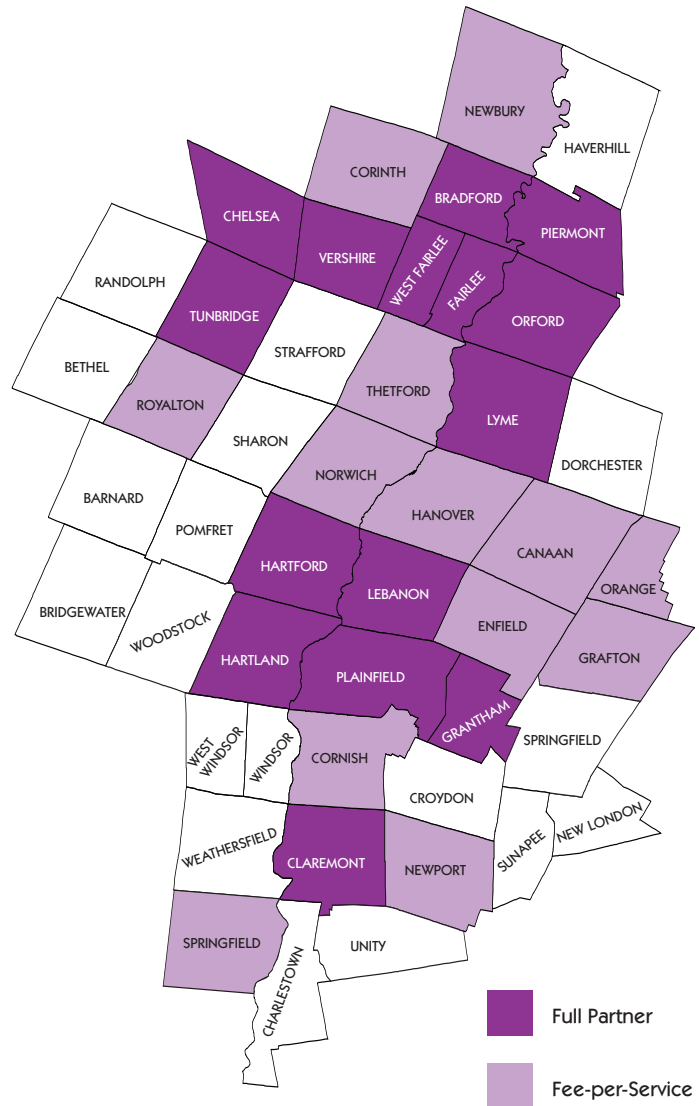 NEWBURY
HAVERHILL
CORINTH
BRADFORD
CHELSEA
PIERMONT
VERSHIRE
WEST FAIRLEE
FAIRLEE
RANDOLPH
TUNBRIDGE
ORFORD
STRAFFORD
BETHEL
THETFORD
ROYALTON
LYME
SHARON
DORCHESTER
NORWICH
BARNARD
HANOVER
POMFRET
CANAAN
HARTFORD
LEBANON
ORANGE
BRIDGEWATER
WOODSTOCK
ENFIELD
HARTLAND
GRAFTON
PLAINFIELD
GRANTHAM
WEST
WINDSOR
WINDSOR
SPRINGFIELD
CORNISH
CROYDON
NEW LONDON
SUNAPEE
WEATHERSFIELD
CLAREMONT
NEWPORT
SPRINGFIELD
UNITY
CHARLESTOWN
Full Partner
Fee-per-Service